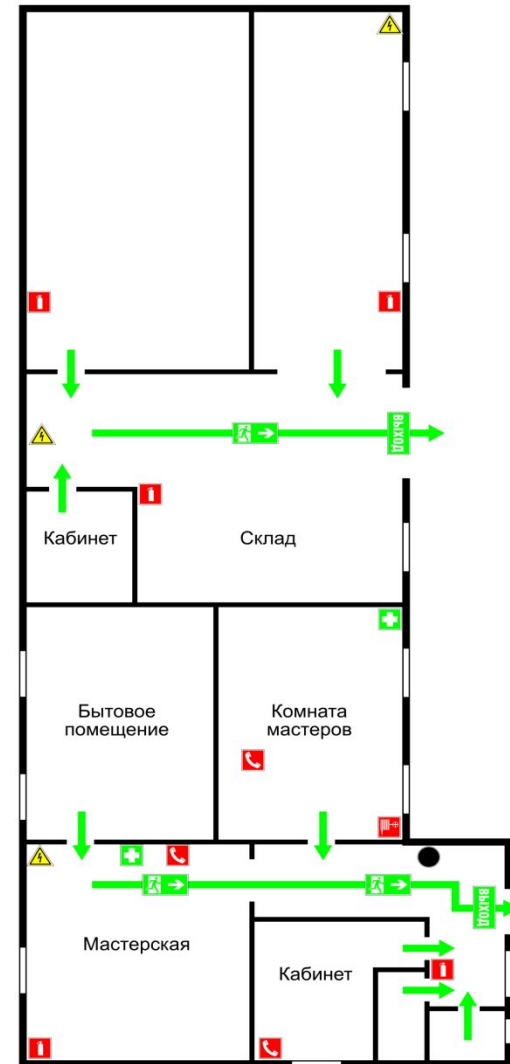 ВЫХОД
Кабинет
Склад
Бытовое
помещение
Комната
мастеров
ВЫХОД
Мастерская
Кабинет